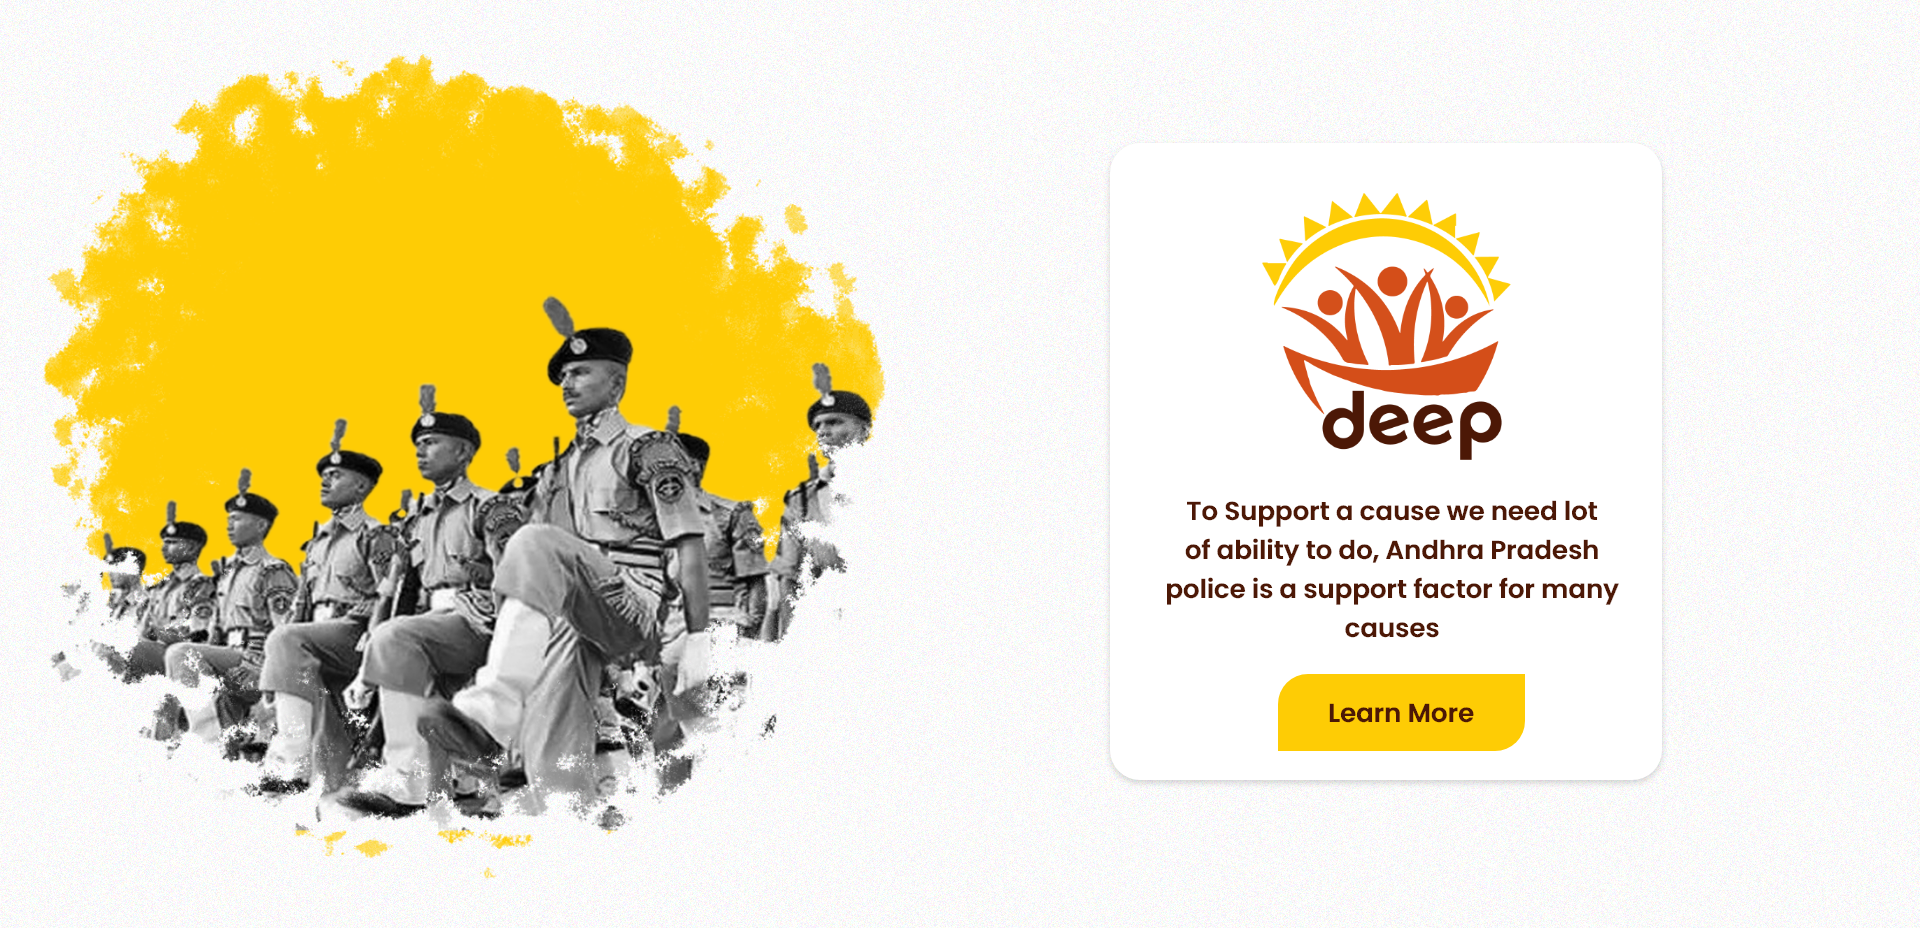 deep
To Support a cause we need lot
of ability to do, Andhra Pradesh
police is a support factor for many
causes
Learn More